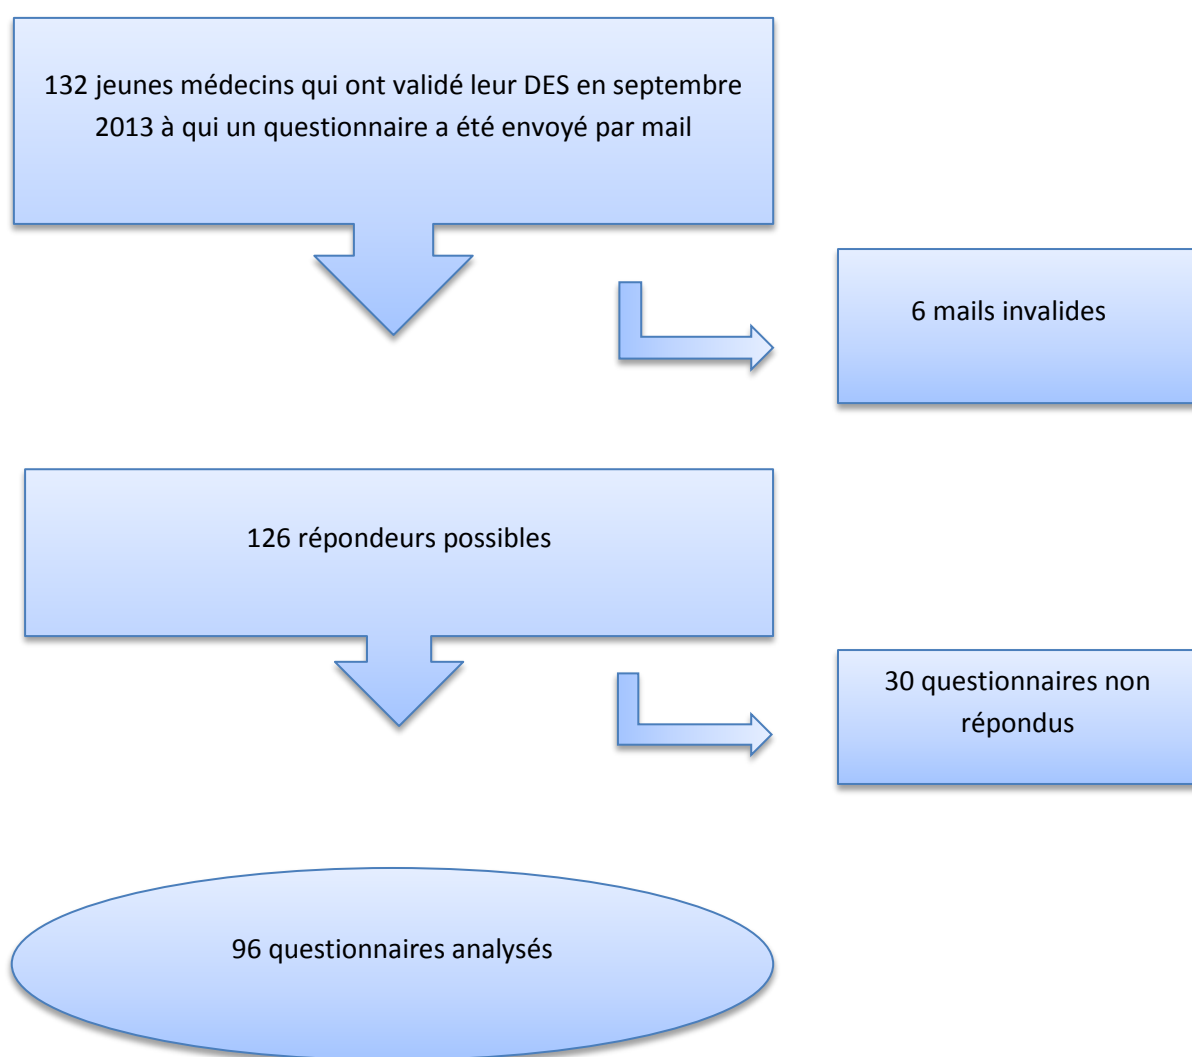 132 jeunes médecins qui ont validé leur DES en septembre
2013 à qui un questionnaire a été envoyé par mail
6 mails invalides
126 répondeurs possibles
30 questionnaires non
répondus
96 questionnaires analysés